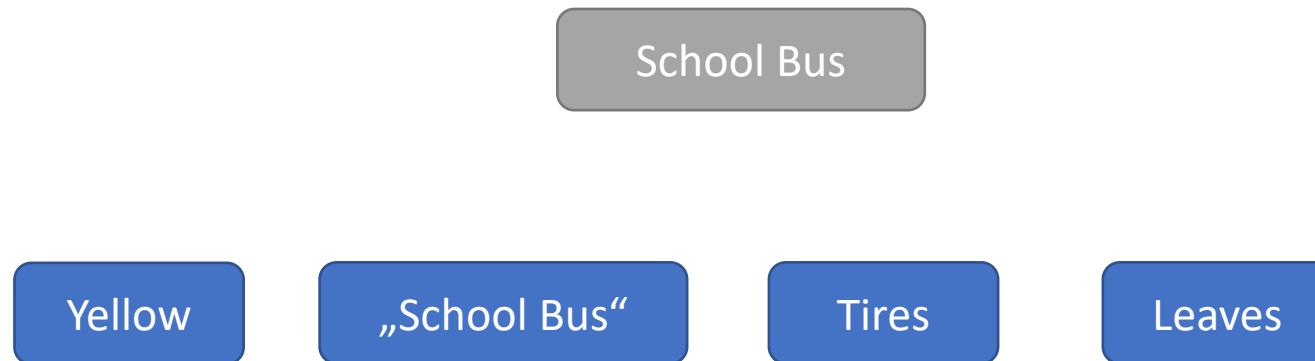 School Bus
Yellow
„School Bus“
Tires
Leaves